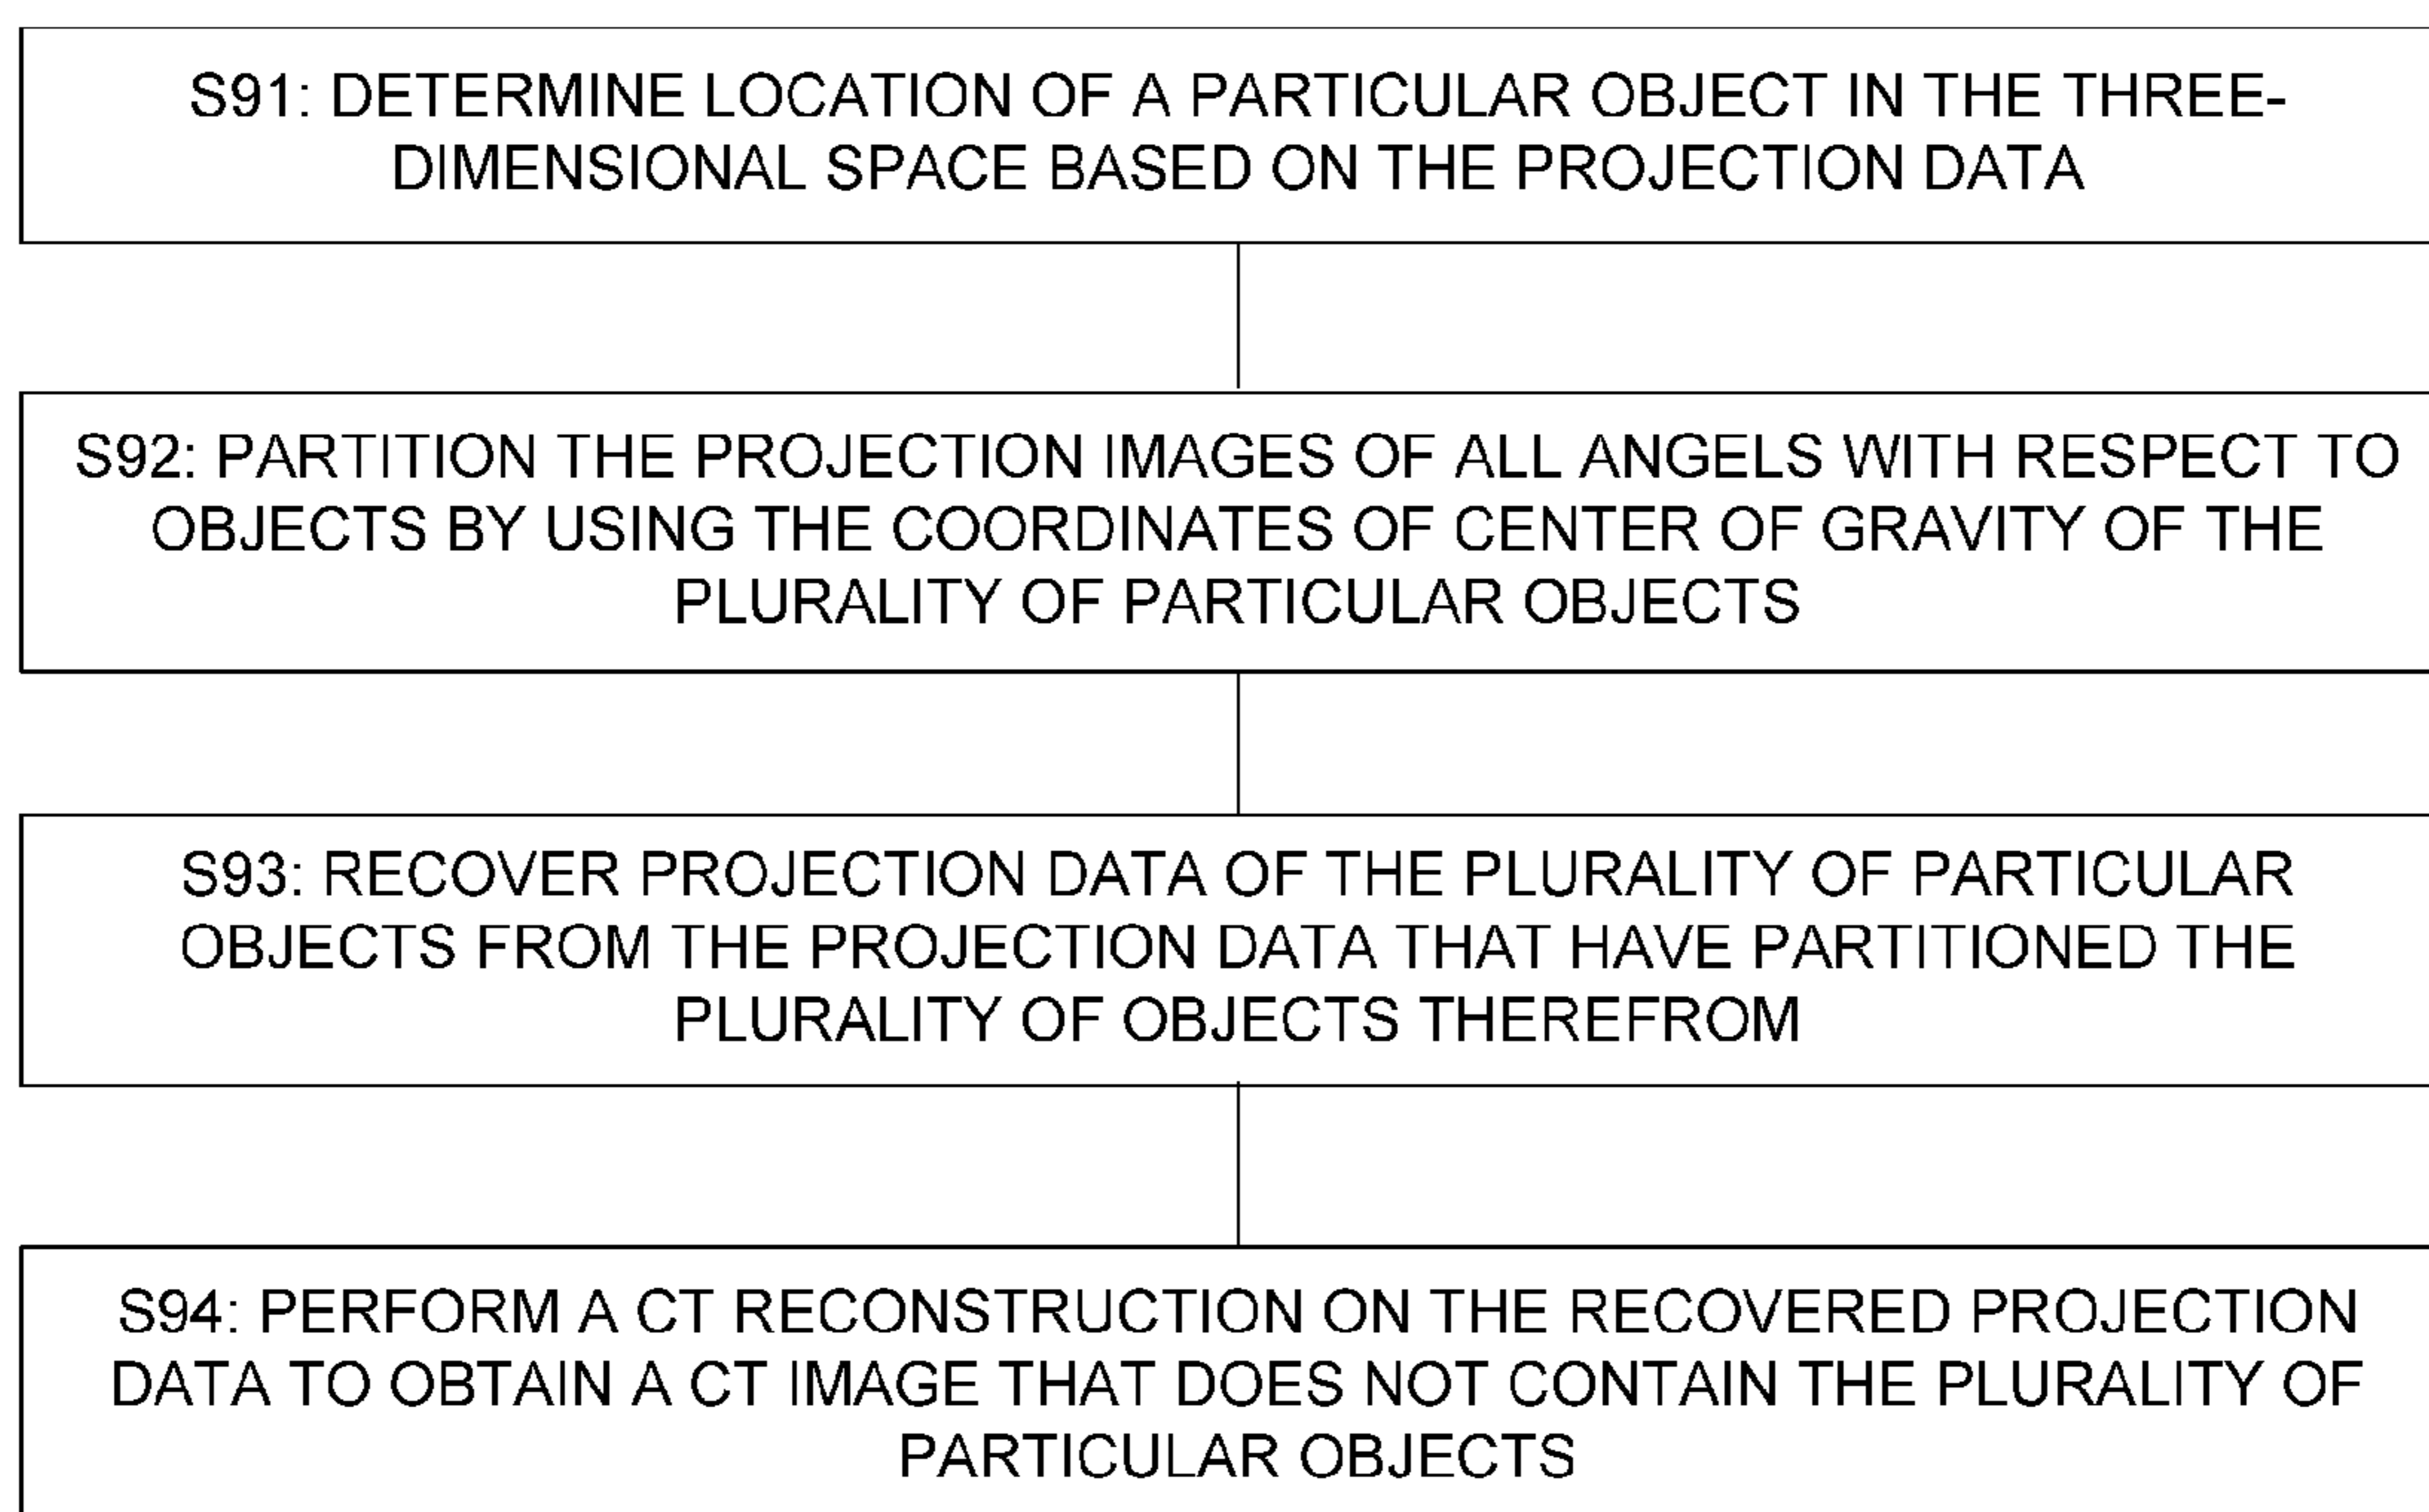 S91: DETERMINE LOCATION OF A PARTICULAR OBJECT IN THE THREE-
DIMENSIONAL SPACE BASED ON THE PROJECTION DATA
S92: PARTITION THE PROJECTION IMAGES OF ALL ANGELS WITH RESPECT TO
OBJECTS BY USING THE COORDINATES OF CENTER OF GRAVITY OF THE
PLURALITY OF PARTICULAR OBJECTS
S93: RECOVER PROJECTION DATA OF THE PLURALITY OF PARTICULAR
OBJECTS FROM THE PROJECTION DATA THAT HAVE PARTITIONED THE
PLURALITY OF OBJECTS THEREFROM
S94: PERFORM A CT RECONSTRUCTION ON THE RECOVERED PROJECTION
DATA TO OBTAIN A CT IMAGE THAT DOES NOT CONTAIN THE PLURALITY OF
PARTICULAR OBJECTS